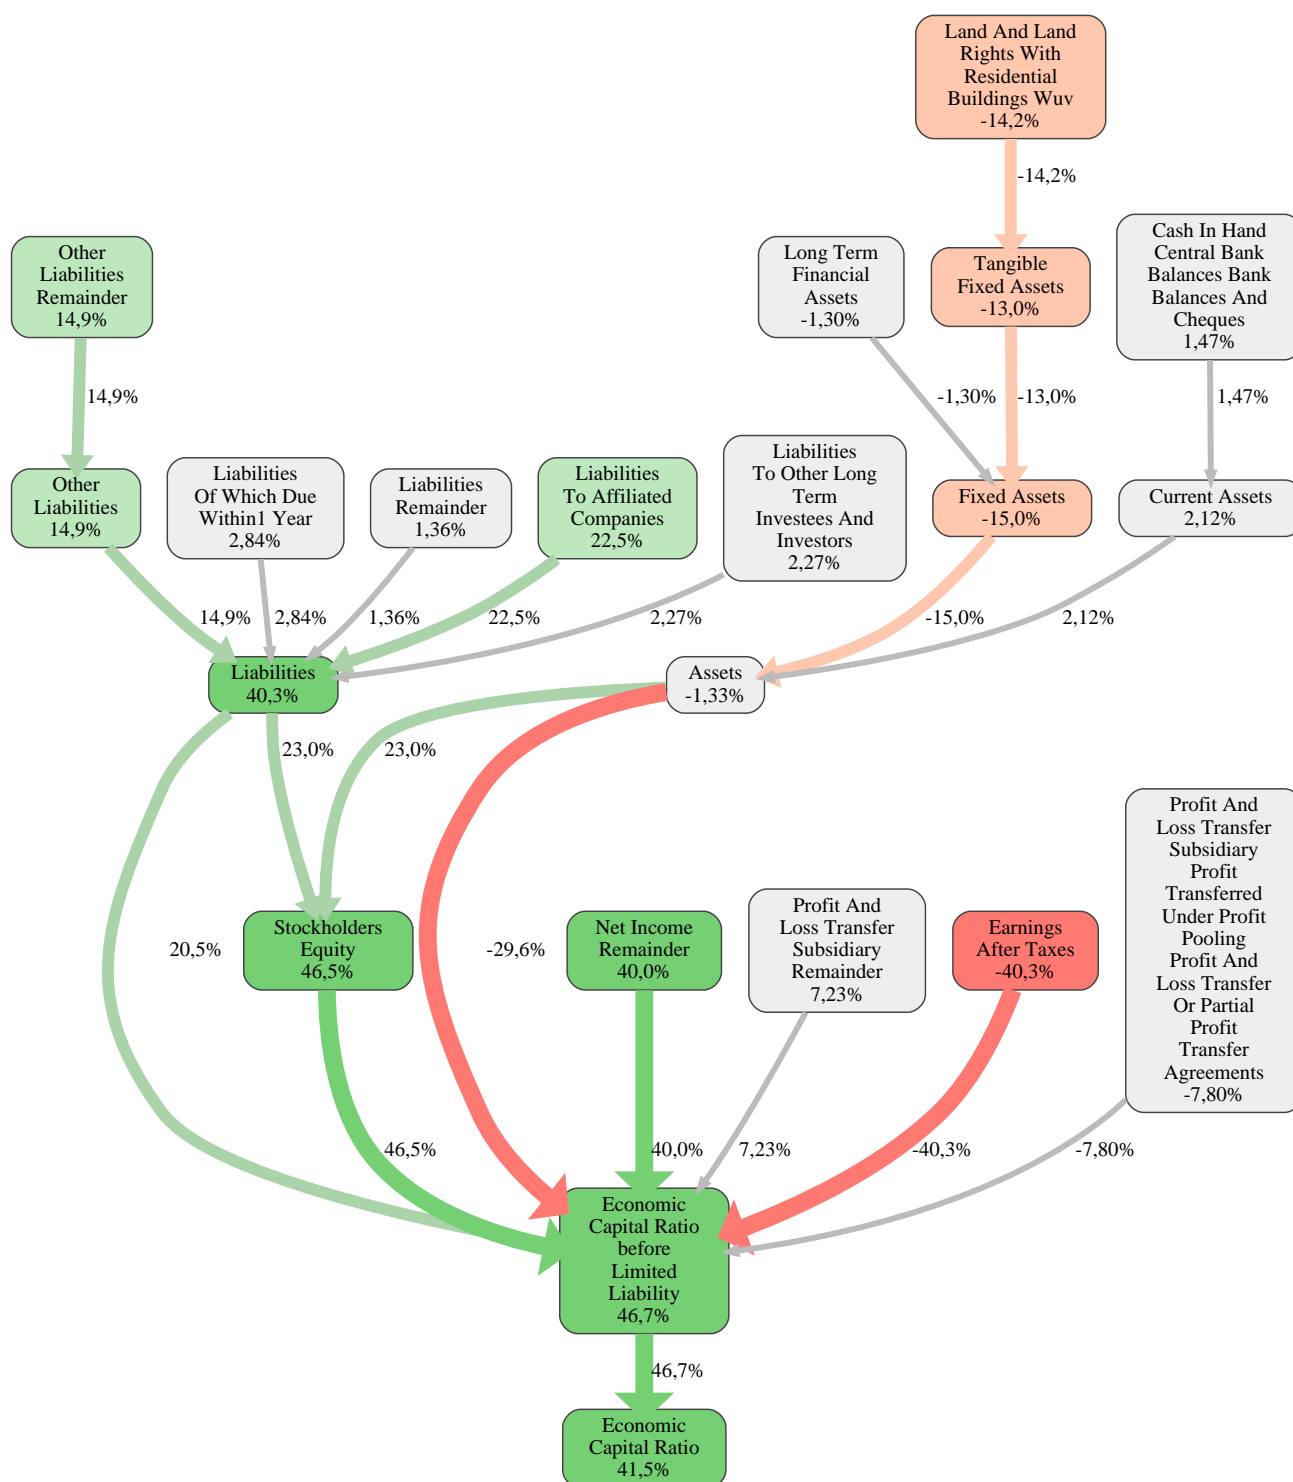 Land And Land
Rights With
Residential
Buildings Wuv
-14,2%
-14,2%
Other
Liabilities
Remainder
14,9%
Long Term
Financial
Assets
-1,30%
Tangible
Fixed Assets
-13,0%
Cash In Hand
Central Bank
Balances Bank
Balances And
Cheques
1,47%
14,9%
-1,30%
-13,0%
1,47%
Other
Liabilities
14,9%
Liabilities
Of Which Due
Within1 Year
2,84%
Liabilities
Remainder
1,36%
Liabilities
To Affiliated
Companies
22,5%
Liabilities
To Other Long
Term
Investees And
Investors
2,27%
Fixed Assets
-15,0%
Current Assets
2,12%
14,9%
2,84%
1,36%
22,5%
2,27%
-15,0%
2,12%
Liabilities
40,3%
Assets
-1,33%
23,0%
23,0%
Profit And
Loss Transfer
Subsidiary
Profit
Transferred
Under Profit
Pooling
Profit And
Loss Transfer
Or Partial
Profit
Transfer
Agreements
-7,80%
20,5%
Stockholders
Equity
46,5%
-29,6%
Net Income
Remainder
40,0%
Profit And
Loss Transfer
Subsidiary
Remainder
7,23%
Earnings
After Taxes
-40,3%
46,5%
40,0%
7,23%
-40,3%
-7,80%
Economic
Capital Ratio
before
Limited
Liability
46,7%
46,7%
Economic
Capital Ratio
41,5%